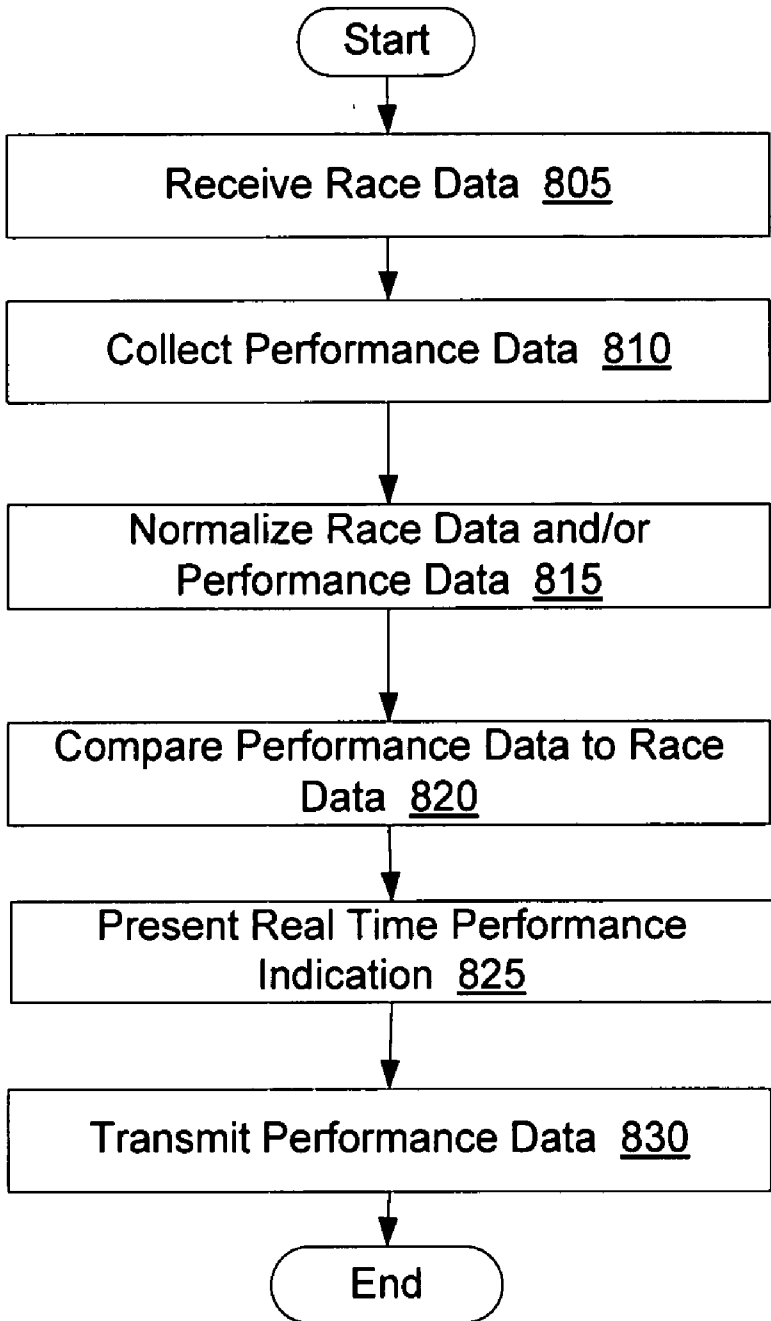 Start
Receive Race Data 805
Collect Performance Data 810
Normalize Race Data and/or
Performance Data 815
Compare Performance Data to Race
Data 820
Present Real Time Performance
Indication 825
Transmit Performance Data 830
End